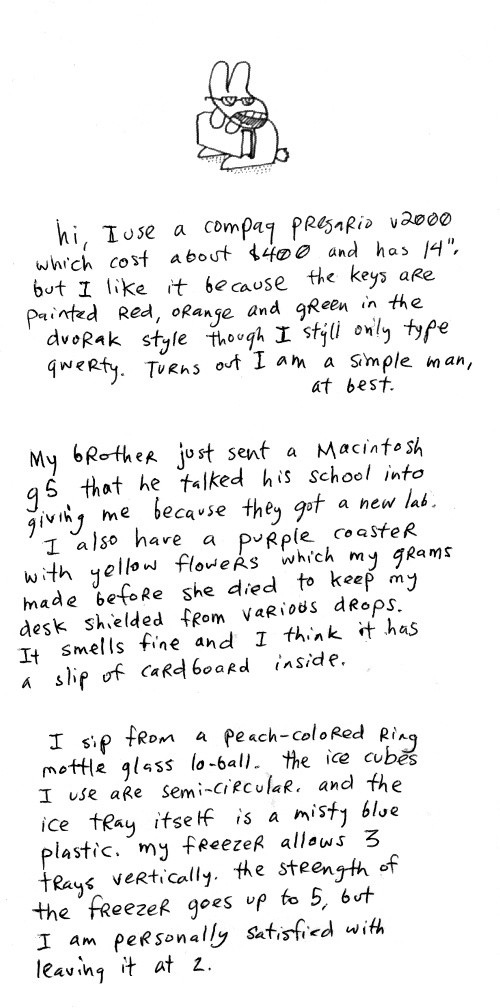 hi, I use a compaq presario v2000
which cost about $400 and has 14".
but I like it because the keys are
painted red, orange and green in the
dvorak style though I still only type
qwerty. Turns out I am a simple man,
at best.
My brother just sent a Macintosh
g5 that he talked his school into
giving me because they got a new lab.
I also have a purple coaster
with yellow flowers which my grams
made before she died to keep my
desk shielded from various drops.
It smells fine and I think it has
a slip of cardboard inside.
I sip from a peach-colored ring
mottle glass lo-ball. the ice cubes
I use are semi-circular. and the
ice tray itself is a misty blue
plastic. my freezer allows 3
trays vertically. the strength of
the freezer goes up to 5, but
I am personally satisfied with
leaving it at 2.